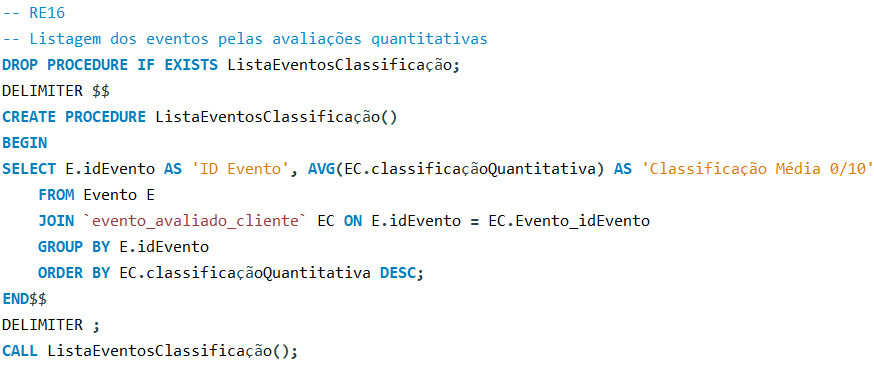 -- RE16
-- Listagem dos eventos pelas avaliações quantitativas
DROP PROCEDURE IF EXISTS ListaEventosClassificação;
DELIMITER $$
CREATE PROCEDURE ListaEventosClassificação()
BEGIN
SELECT E.idEvento AS 'ID Evento', AVG(EC.classificaçãoQuantitativa) AS 'Classificação Média 0/10'
    FROM Evento E
    JOIN `evento_avaliado_cliente` EC ON E.idEvento = EC.Evento_idEvento
    GROUP BY E.idEvento
    ORDER BY EC.classificaçãoQuantitativa DESC;
END$$
DELIMITER ;
CALL ListaEventosClassificação();